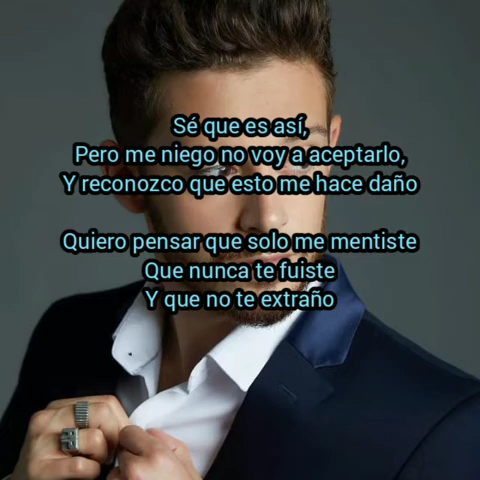 Sé que es así,
Pero me niego no voy a aceptarlo,
Y reconozco que esto me hace daño
Quiero pensar que solo me mentiste
Que nunca te fuiste
Y que no te extraño